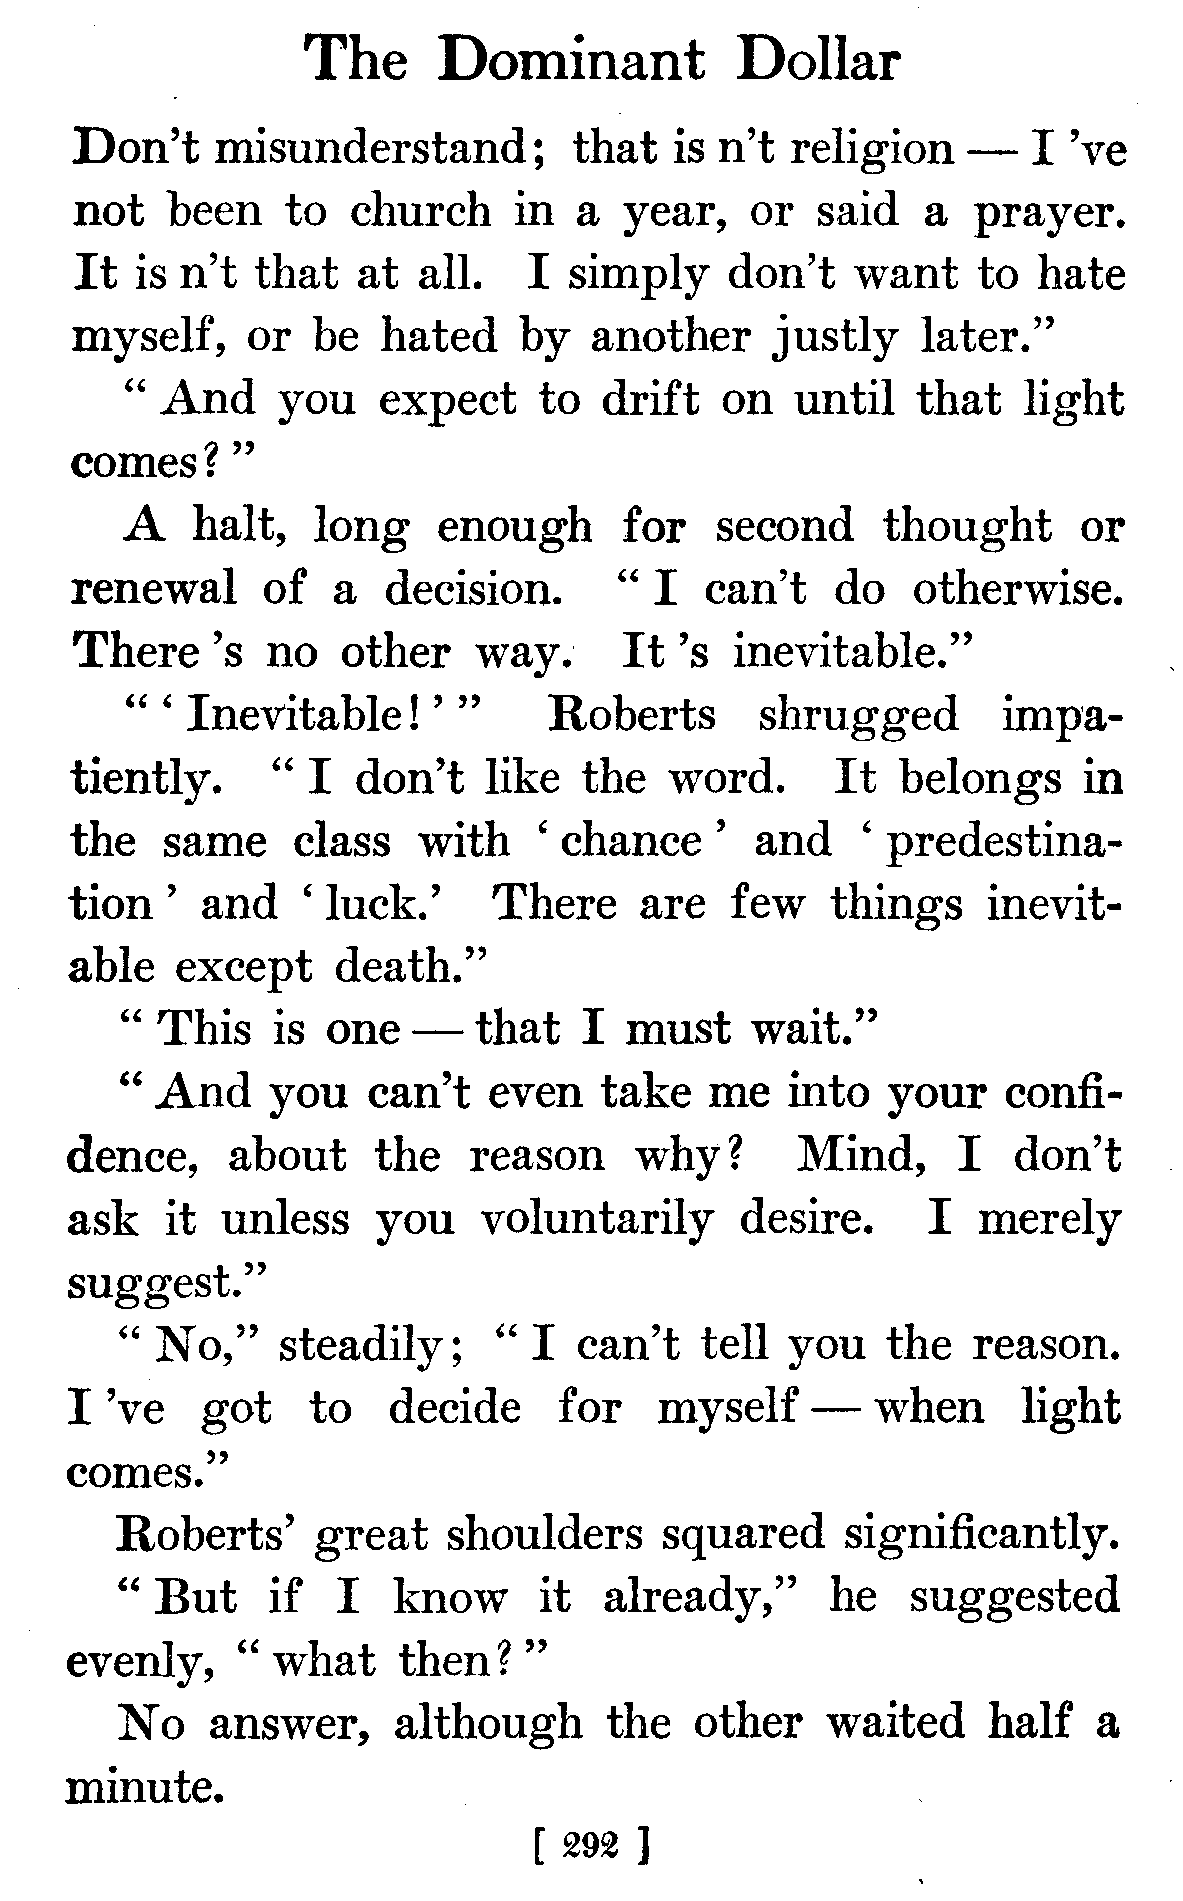 The Dominant Dollar
Don't misunderstand; that is n't religion — I 've
not been to church in a year, or said a prayer.
It is n't that at all. I simply don't want to hate
myself, or be hated by another justly later."
" And you expect to drift on until that light
comes? "
A halt, long enough for second thought or
renewal of a decision. " I can't do otherwise.
There 's no other way. It 's inevitable."
" ' Inevitable! ' " Roberts shrugged impa-
tiently. " I don't like the word. It belongs in
the same class with ' chance ' and ' predestina-
tion ' and ' luck.' There are few things inevit-
able except death."
" This is one — that I must wait."
" And you can't even take me into your confi-
dence, about the reason why? Mind, I don't
ask it unless you voluntarily desire. I merely
suggest."
" No," steadily; " I can't tell you the reason.
I 've got to decide for myself — when light
comes."
Roberts' great shoulders squared significantly.
" But if I know it already," he suggested
evenly, " what then? "
No answer, although the other waited half a
minute.
[ 292 ]